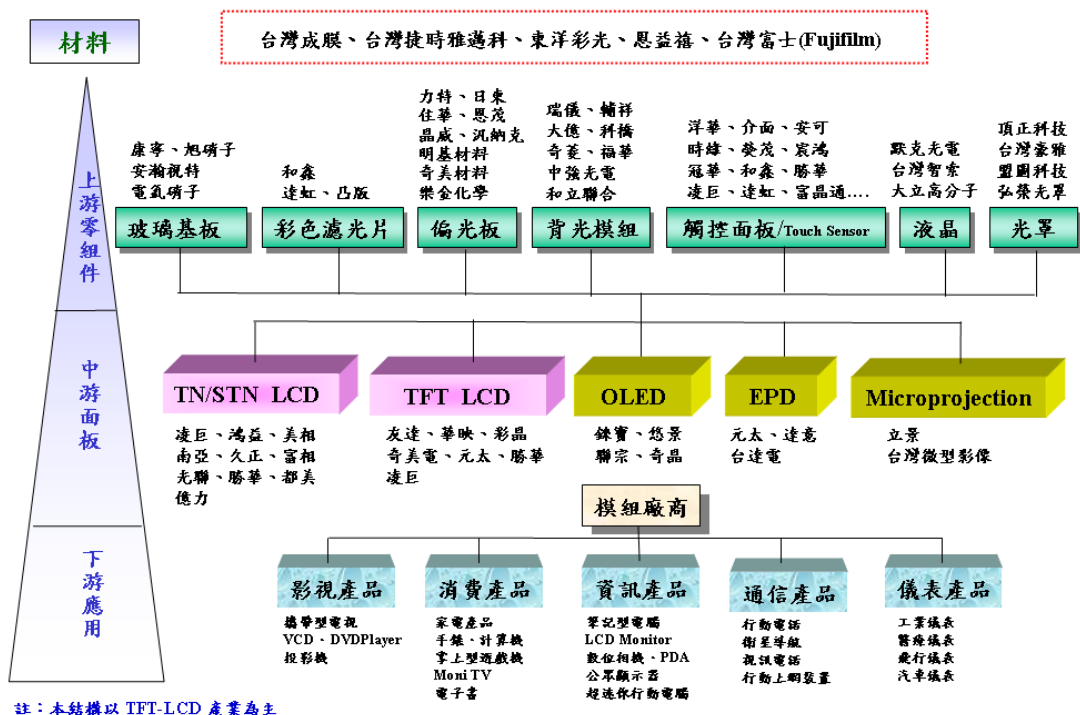 材料
台灣成膜、台灣捷時雅邁科、東洋彩光、恩益禧、台灣富士(Fujifilm)
上游零組件
康寧、旭硝子
安瀚視特
電氣硝子
玻璃基板
和鑫
達虹、凸版
彩色濾光片
力特、日東
住華、恩茂
晶威、汎納克
明基材料
奇美材料
樂金化學
偏光板
瑞儀、輔祥
大億、科橋
奇菱、福華
中強光電
和立聯合
背光模組
洋華、介面、安可
時緯、熒茂、宸鴻
冠華、和鑫、勝華
凌巨、達虹、富晶通....
觸控面板/Touch Sensor
默克光電
台灣智索
大立高分子
液晶
頂正科技
台灣豪雅
盟圖科技
弘榮光罩
光罩
中游面板
TN/STN LCD
凌巨、鴻益、美相
南亞、久正、富相
光聯、勝華、都美
億力
TFT LCD
友達、華映、彩晶
奇美電、元太、勝華
凌巨
OLED
錸寶、悠景
聯宗、奇晶
EPD
元太、達意
台達電
Microprojection
立景
台灣微型影像
下游應用
模組廠商
影視產品
攜帶型電視
VCD、DVDPlayer
投影機
消費產品
家電產品
手錶、計算機
掌上型遊戲機
Moni TV
電子書
資訊產品
筆記型電腦
LCD Monitor
數位相機、PDA
公眾顯示器
超迷你行動電腦
通信產品
行動電話
衛星導航
視訊電話
行動上網裝置
儀表產品
工業儀表
醫療儀表
飛行儀表
汽車儀表
註：本結構以 TFT-LCD 產業為主